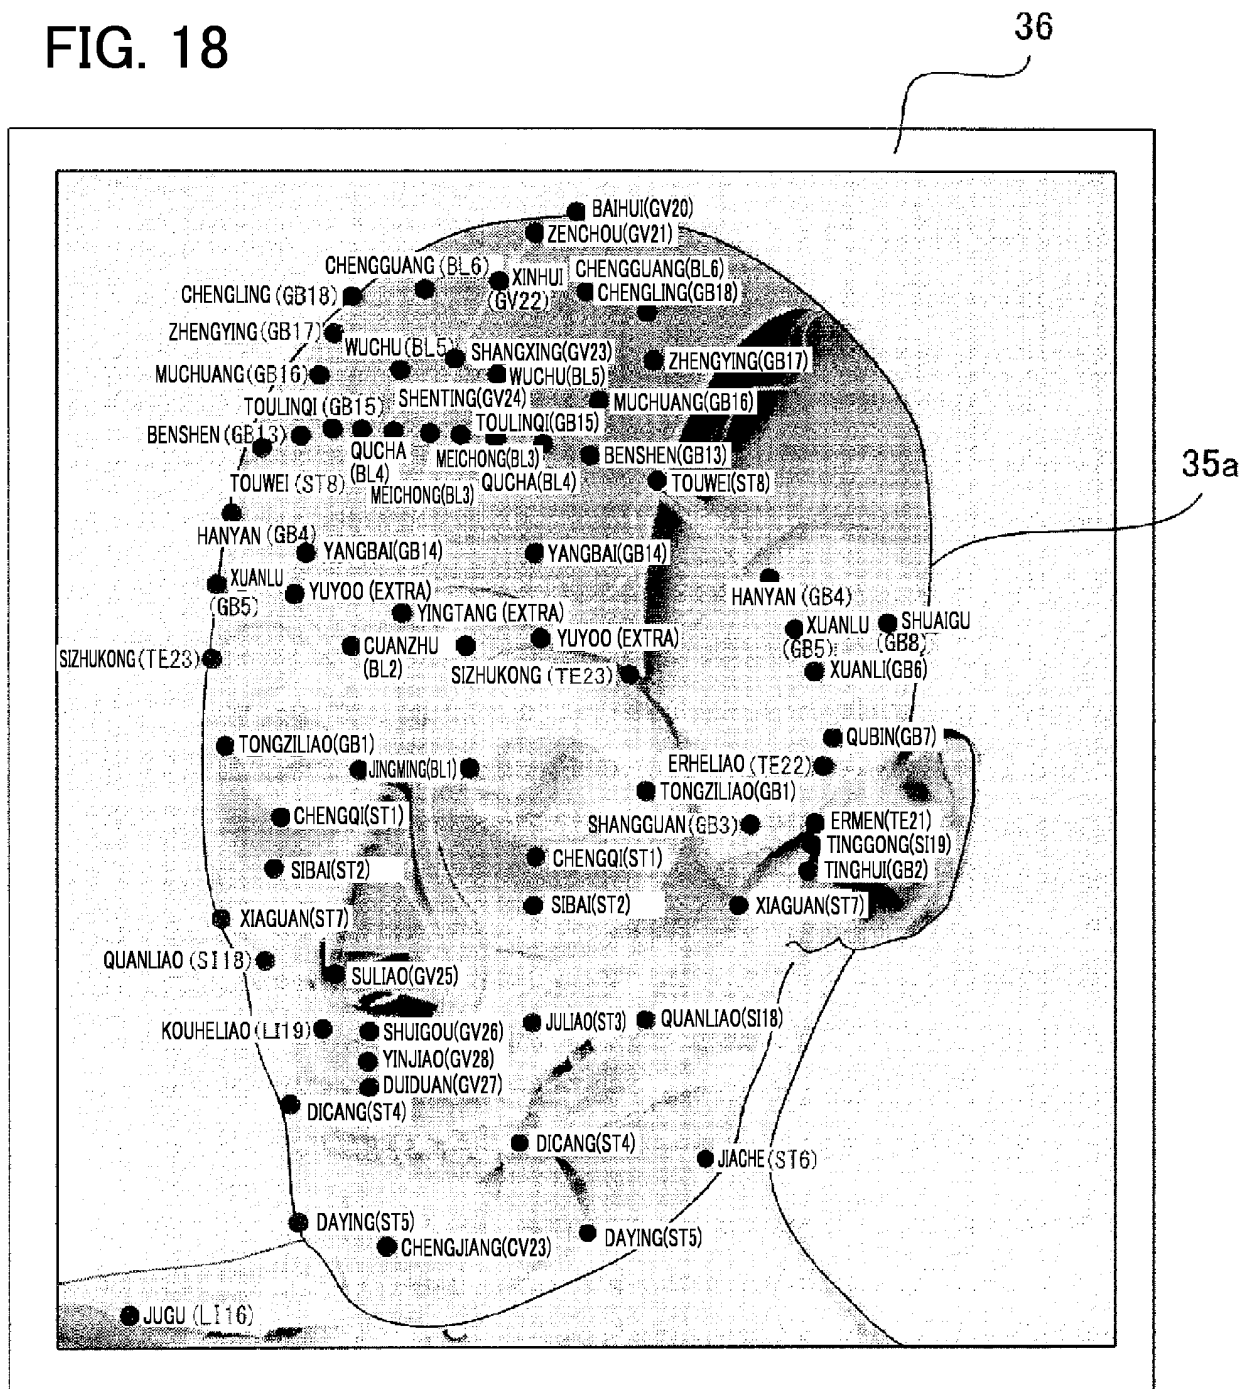 FIG. 18
36
BAIHUI(GV20)
ZENCHOU(GV21)
CHENGGUANG (BL6)
XINHUI
(GV22)
CHENGGUANG(BL6)
CHENGLING (GB18)
CHENGLING(GB18)
ZHENGYING(GB17)
WUCHU(BL5)
SHANGXING(GV23)
ZHENGYING(GB17)
MUCHUANG(GB16)
WUCHU(BL5)
SHENTING(GV24)
MUCHUANG(GB16)
TOULINQI (GB15)
TOULINQI(GB15)
BENSHEN (GB13)
QUCHA
(BL4)
MEICHONG(BL3)
BENSHEN(GB13)
TOUWEI (ST8)
MEICHONG(BL3)
QUCHA(BL4)
TOUWEI(ST8)
35a
HANYAN (GB4)
YANGBAI(GB14)
YANGBAI(GB14)
XUANLU
(GB5)
YUYOO (EXTRA)
HANYAN (GB4)
YINGTANG (EXTRA)
XUANLU
(GB5)
SHUAIGU
(GB8)
SIZHUKONG(TE23)
CUANZHU
(BL2)
YUYOO (EXTRA)
SIZHUKONG (TE23)
XUANLI(GB6)
TONGZILIAO(GB1)
QUBIN(GB7)
JINGMING(BL1)
ERHELIAO (TE22)
TONGZILIAO(GB1)
CHENGQI(ST1)
SHANGGUAN(GB3)
ERMEN(TE21)
TINGGONG(SI19)
CHENGQI(ST1)
SIBAI(ST2)
TINGHUI(GB2)
SIBAI(ST2)
XIAGUAN(ST7)
XIAGUAN(ST7)
QUANLIAO (SI18)
SULIAO(GV25)
KOUHELIAO(LI19)
SHUIGOU(GV26)
JULIAO(ST3)
QUANLIAO(SI18)
YINJIAO(GV28)
DUIDUAN(GV27)
DICANG(ST4)
DICANG(ST4)
JIACHE(ST6)
DAYING(ST5)
DAYING(ST5)
CHENGJIANG(CV23)
JUGU (LI16)